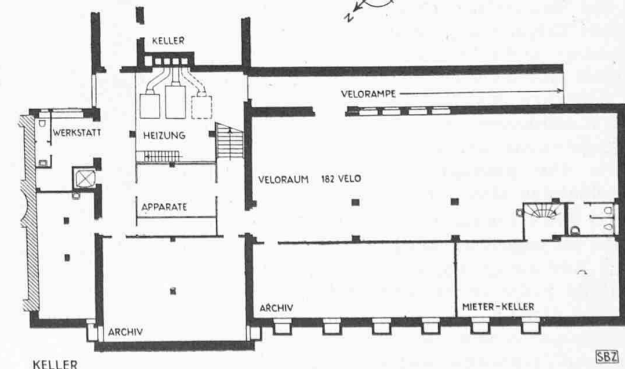 N
KELLER
VELORAMPE
WERKSTATT
HEIZUNG
VELORAUM 182 VELO
APPARATE
ARCHIV
MIETER-KELLER
ARCHIV
KELLER
SBZ